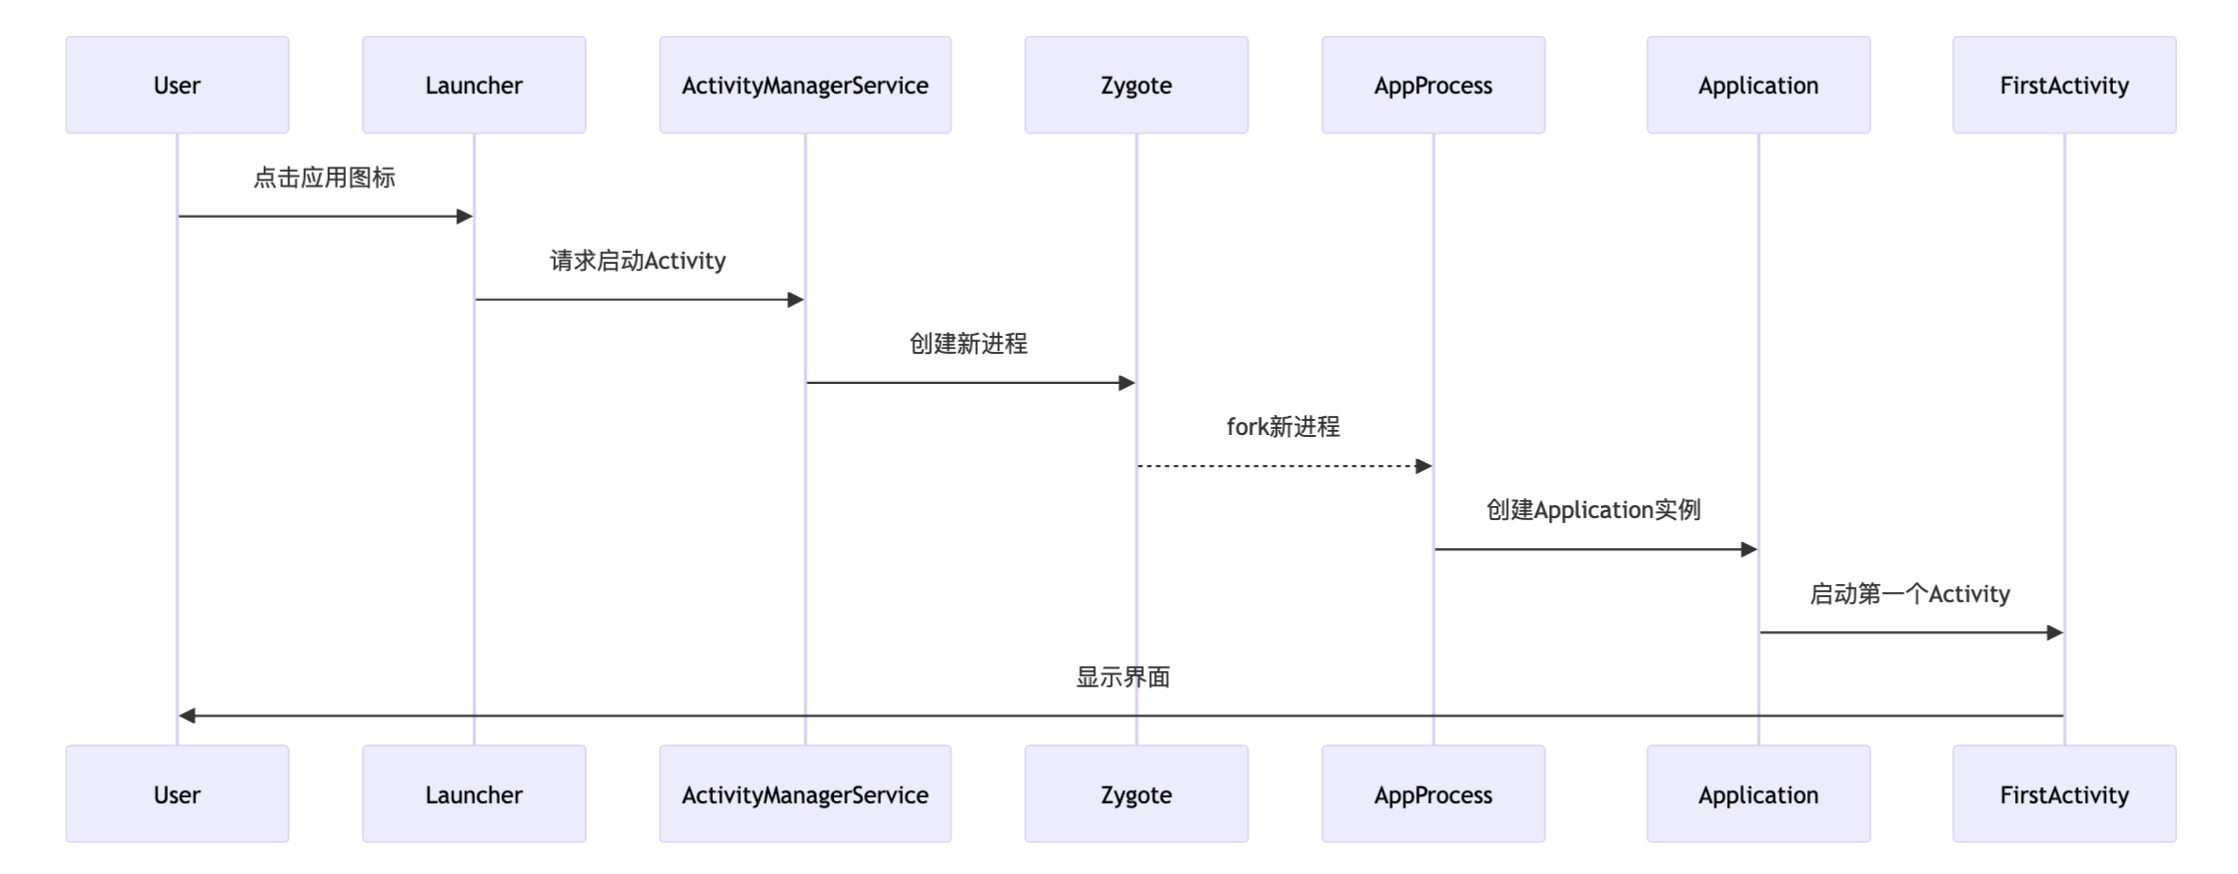 User
Launcher
ActivityManagerService
Zygote
AppProcess
Application
FirstActivity
点击应用图标
请求启动Activity
创建新进程
fork新进程
创建Application实例
启动第一个Activity
显示界面
User
Launcher
ActivityManagerService
Zygote
AppProcess
Application
FirstActivity